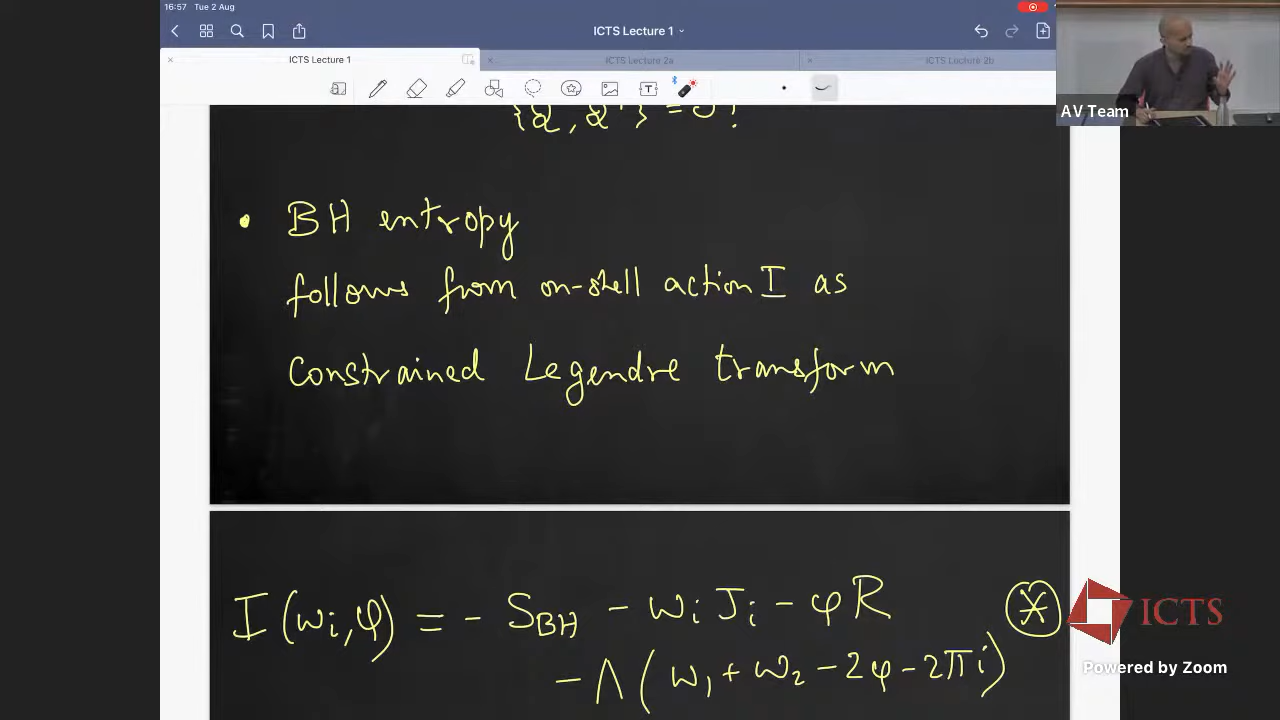 16:57 Tue 2 Aug
ICTS Lecture 1
ICTS Lecture 1
ICTS Lecture 2a
ICTS Lecture 2b
AV Team
• BH entropy
follows from on-shell action I as
Constrained Legendre transform
I(ωi,φ) = - S_BH - ωi Ji - φR
- Λ(ω1 + ω2 - 2φ - 2πi)
ICTS
Powered by Zoom